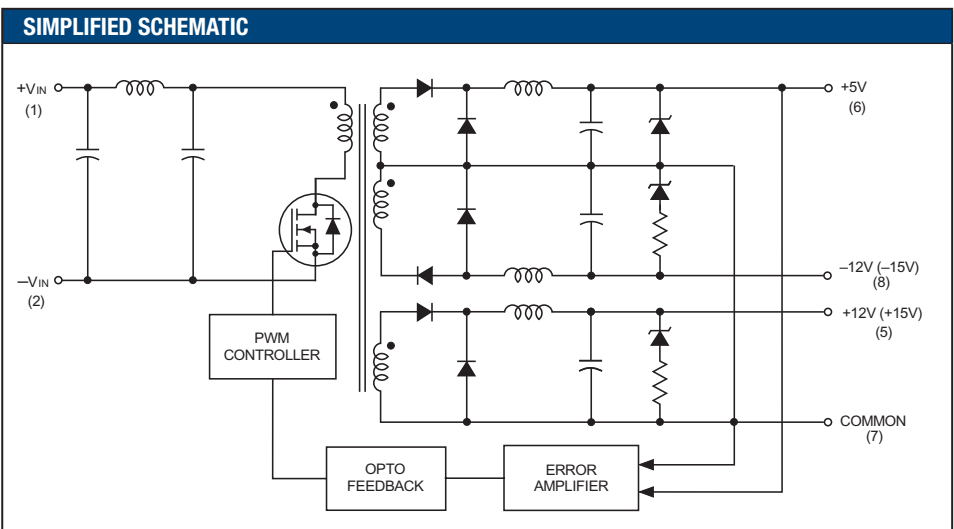 SIMPLIFIED SCHEMATIC
+VIN
(1)
–VIN
(2)
PWM
CONTROLLER
OPTO
FEEDBACK
ERROR
AMPLIFIER
+5V
(6)
–12V (–15V)
(8)
+12V (+15V)
(5)
COMMON
(7)